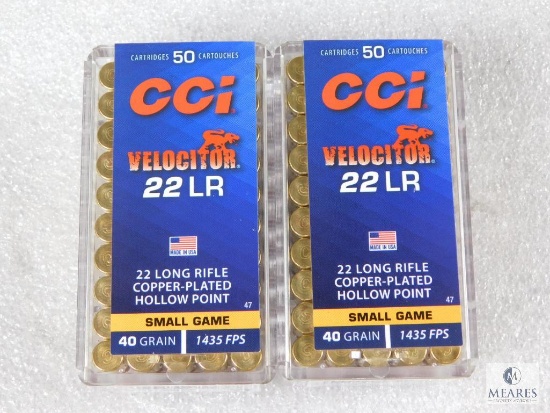 CARTRIDGES 50 CARTOUCHES
CCi
VELOCITOR®
22 LR
MADE IN USA
22 LONG RIFLE
COPPER-PLATED
HOLLOW POINT
47
SMALL GAME
40 GRAIN 1435 FPS
CARTRIDGES 50 CARTOUCHES
CCi
VELOCITOR®
22 LR
MADE IN USA
22 LONG RIFLE
COPPER-PLATED
HOLLOW POINT
47
SMALL GAME
40 GRAIN 1435 FPS
MEARES